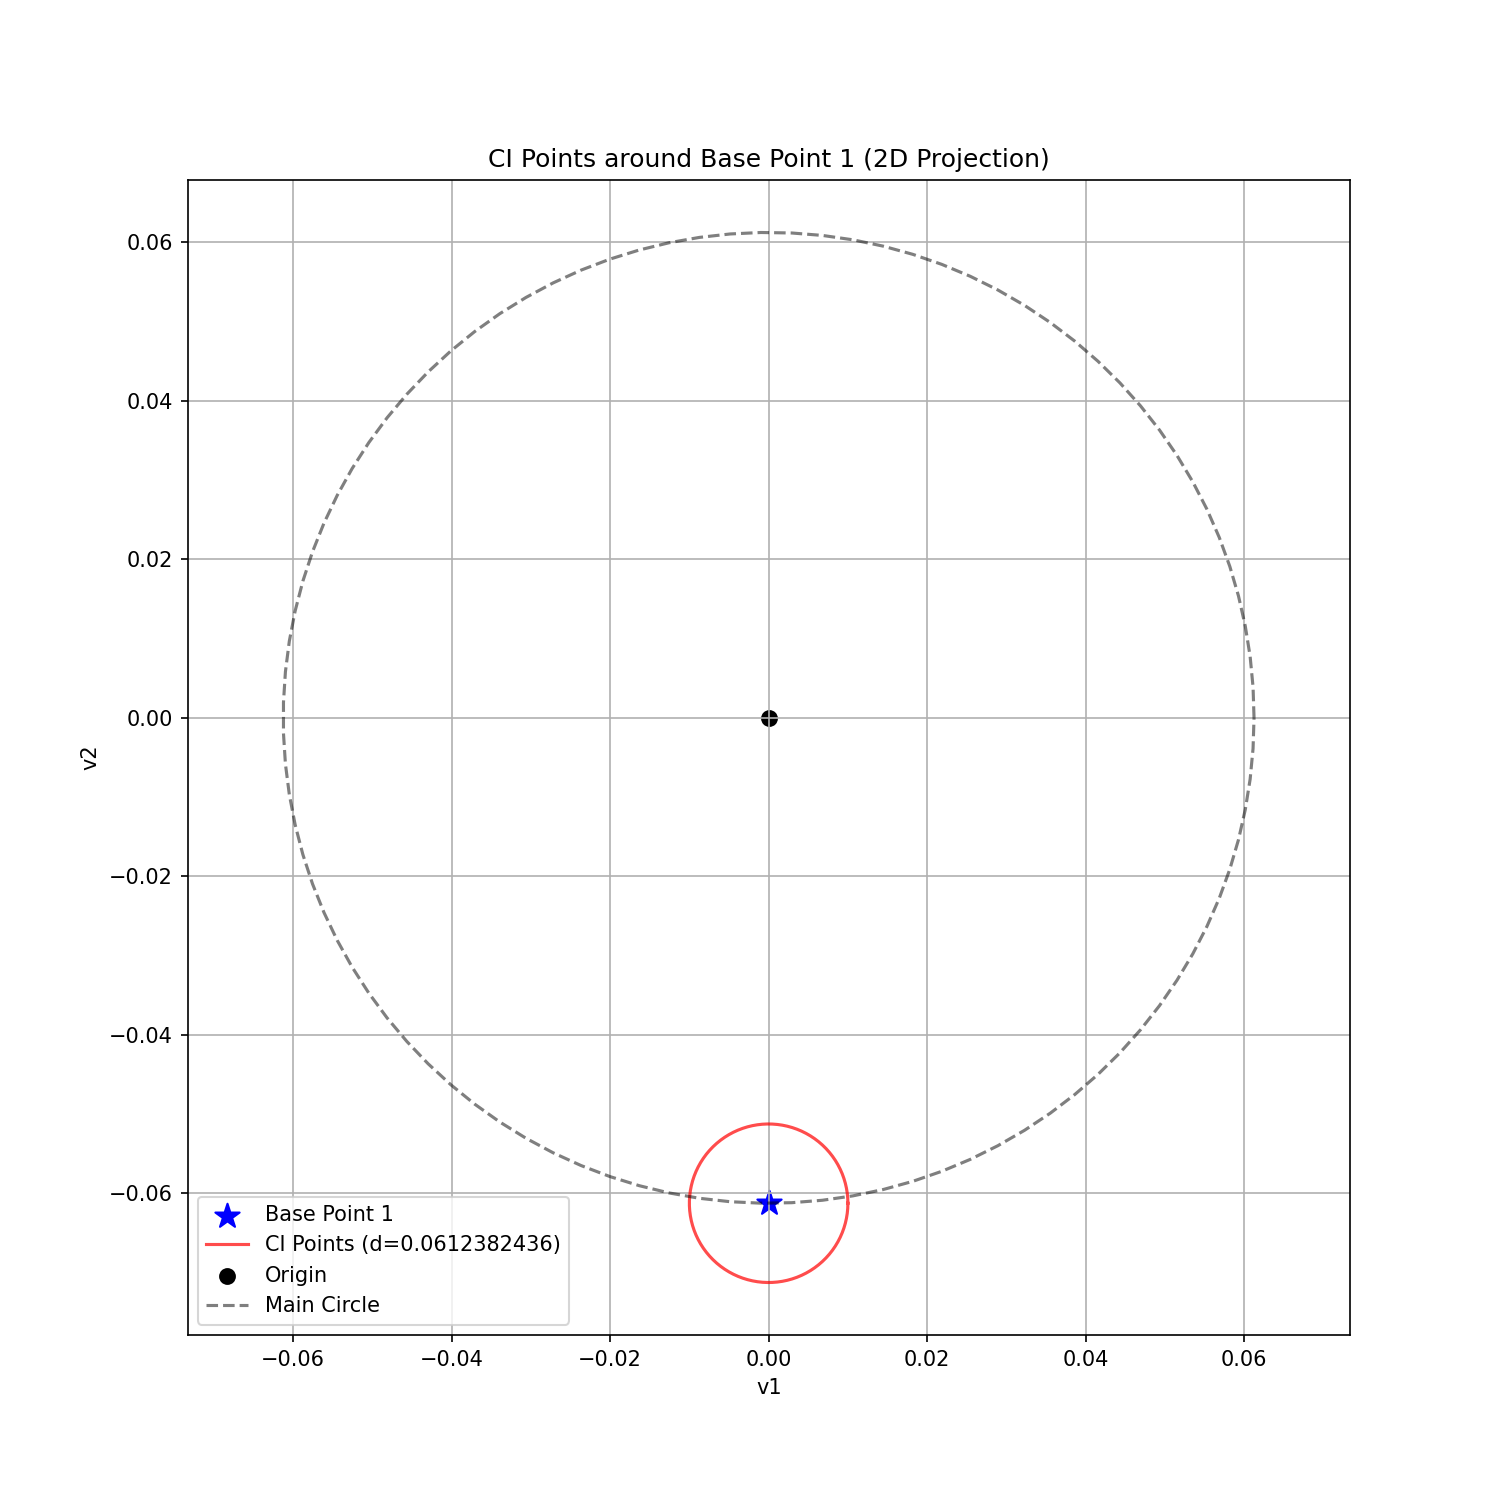 CI Points around Base Point 1 (2D Projection)
0.06
0.04
0.02
0.00
−0.02
−0.04
−0.06
v2
Base Point 1
CI Points (d=0.0612382436)
Origin
Main Circle
−0.06 −0.04 −0.02 0.00 0.02 0.04 0.06
v1